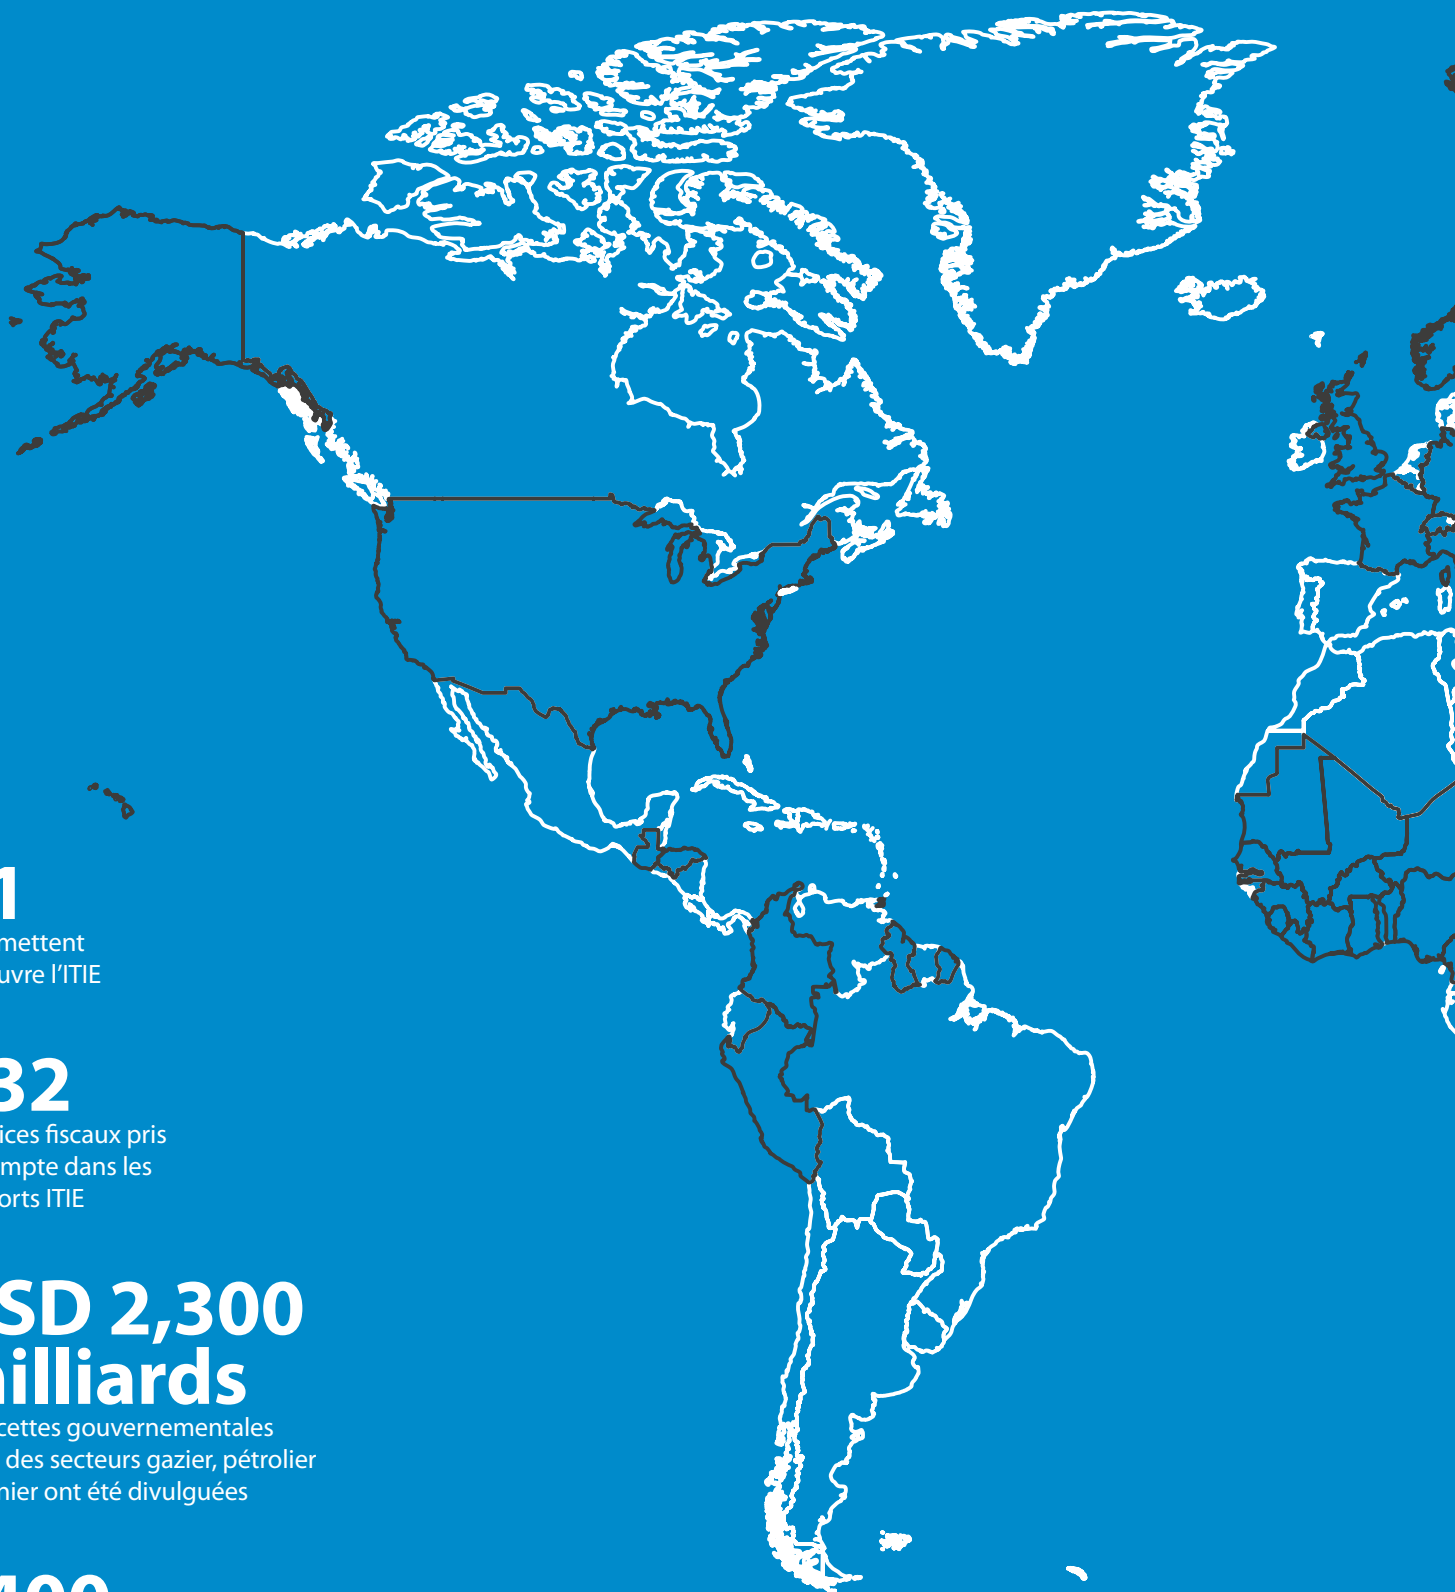 1
mettent
uvre l'ITIE
32
ices fiscaux pris
mpte dans les
orts ITIE
SD 2,300
illiards
cettes gouvernementales
des secteurs gazier, pétrolier
nier ont été divulguées
400